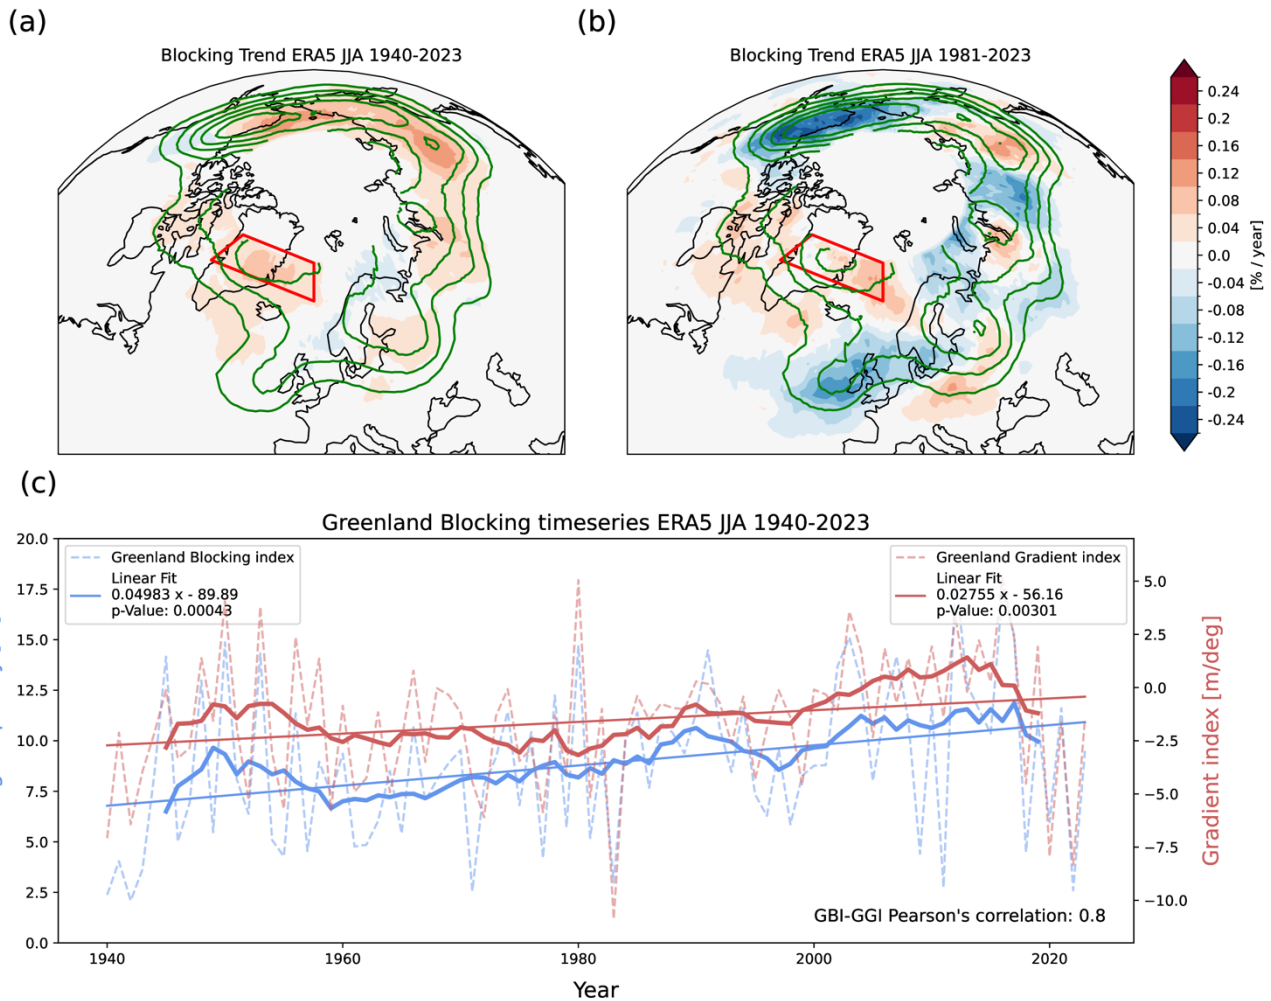 (a)
(b)
Blocking Trend ERA5 JJA 1940-2023
Blocking Trend ERA5 JJA 1981-2023
0.24
0.2
0.16
0.12
0.08
0.04
0.0
-0.04
-0.08
-0.12
-0.16
-0.2
-0.24
[% / year]
(c)
Greenland Blocking timeseries ERA5 JJA 1940-2023
20.0
17.5
15.0
12.5
10.0
7.5
5.0
2.5
0.0
Greenland Blocking index
Linear Fit
0.04983 x - 89.89
p-Value: 0.00043
Greenland Gradient index
Linear Fit
0.02755 x - 56.16
p-Value: 0.00301
5.0
2.5
0.0
−2.5
−5.0
−7.5
−10.0
Gradient index [m/deg]
GBI-GGI Pearson's correlation: 0.8
1940
1960
1980
2000
2020
Year